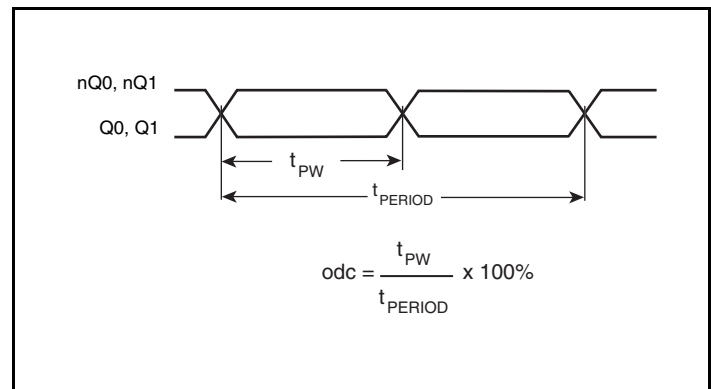 nQ0, nQ1
Q0, Q1
tPW
tPERIOD
odc = tPW / tPERIOD x 100%